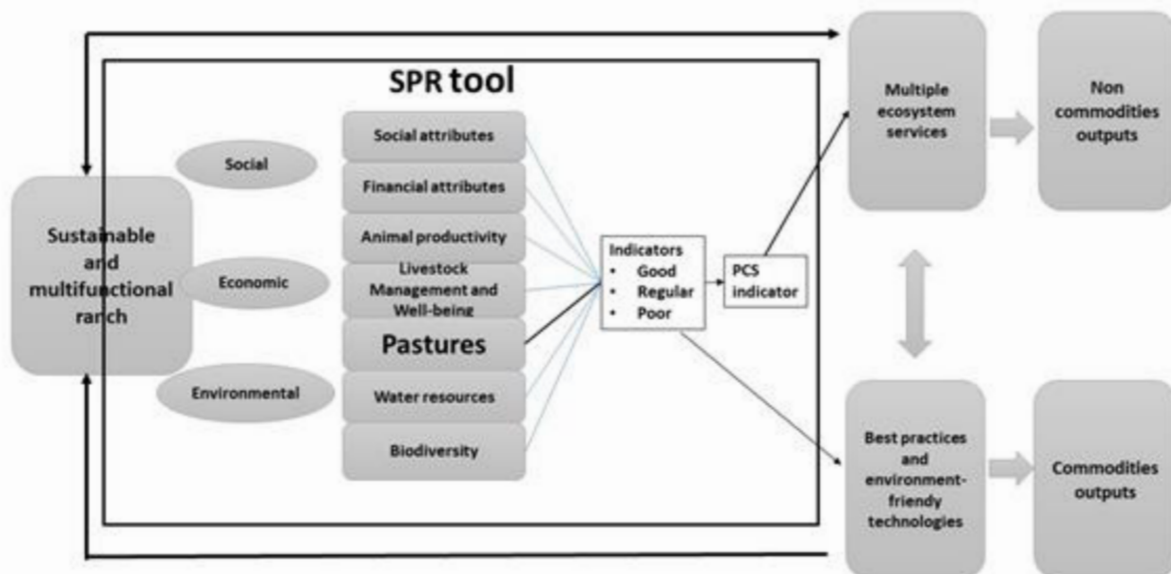 SPR tool
Sustainable
and
multifunctional
ranch
Social
Economic
Environmental
Social attributes
Financial attributes
Animal productivity
Livestock
Management and
Well-being
Pastures
Water resources
Biodiversity
Indicators
• Good
• Regular
• Poor
PCS
indicator
Multiple
ecosystem
services
Non
commodities
outputs
Best practices
and
environment-
friendy
technologies
Commodities
outputs